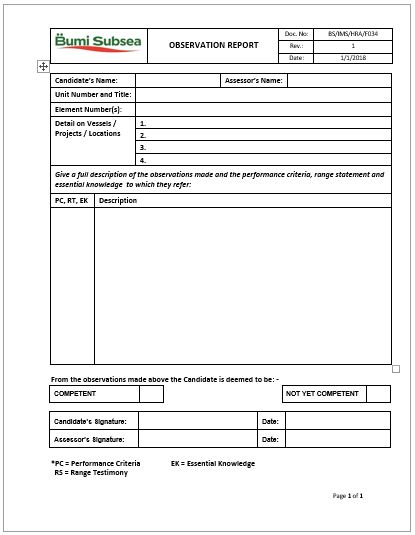 Bumi Subsea
OBSERVATION REPORT
Doc. No: BS/IMS/HRA/F034
Rev.: 1
Date: 1/1/2018
Candidate's Name: Assessor's Name:
Unit Number and Title:
Element Number(s):
Detail on Vessels /
Projects / Locations
1.
2.
3.
4.
Give a full description of the observations made and the performance criteria, range statement and
essential knowledge to which they refer:
PC, RT, EK Description
From the observations made above the Candidate is deemed to be: -
COMPETENT NOT YET COMPETENT
Candidate's Signature: Date:
Assessor's Signature: Date:
*PC = Performance Criteria EK = Essential Knowledge
RS = Range Testimony
Page 1 of 1